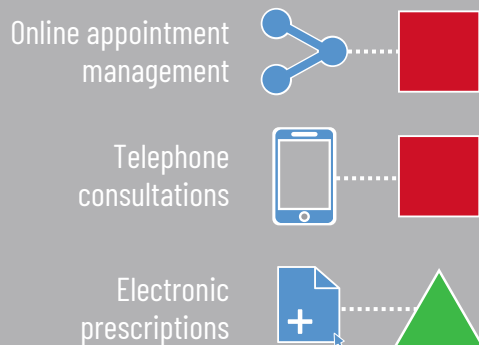 Online appointment
management
Telephone
consultations
Electronic
prescriptions